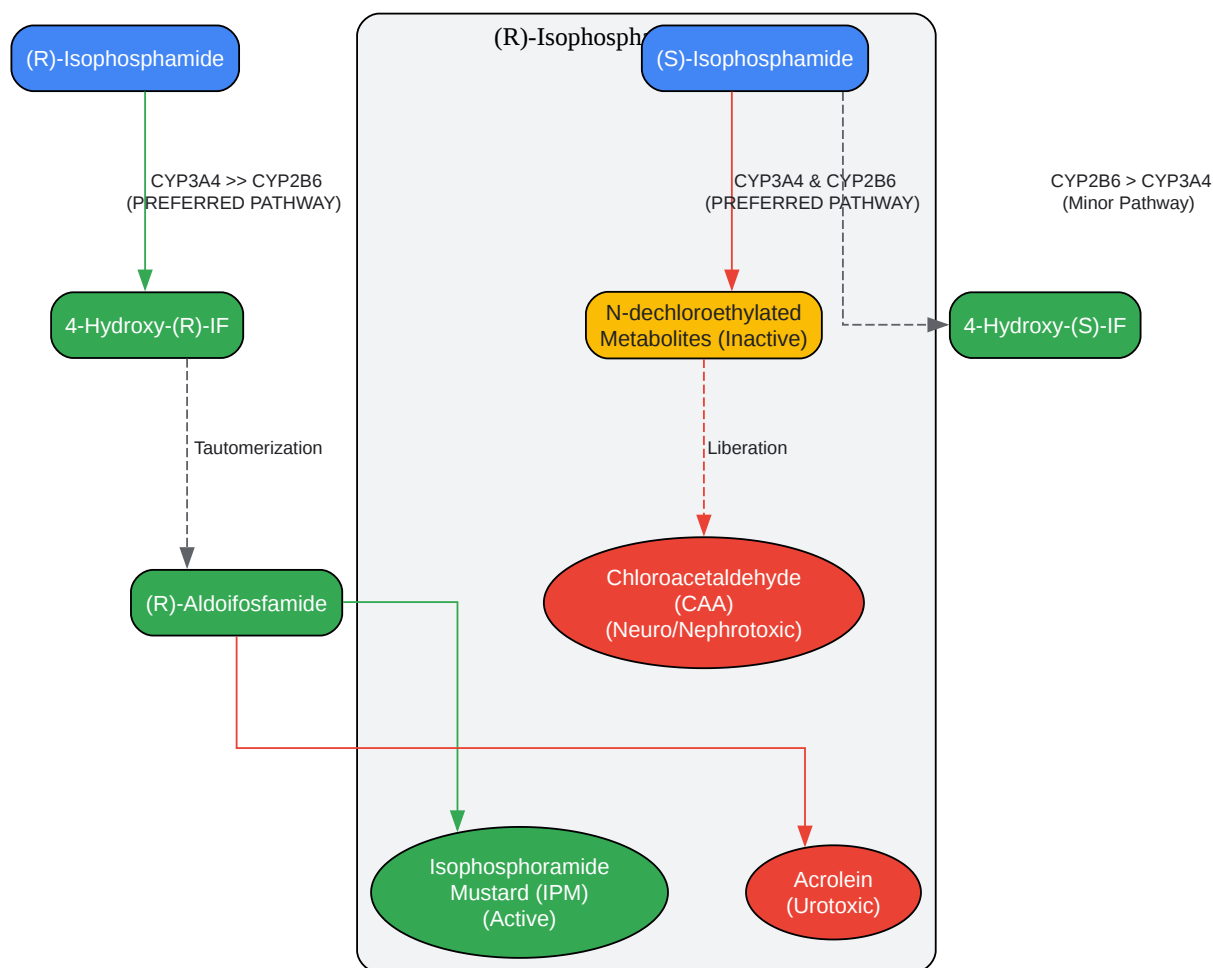 (R)-Isophosphamide
(R)-Isopha
(S)-Isophosphamide
CYP3A4 >> CYP2B6
(PREFERRED PATHWAY)
CYP3A4 & CYP2B6
(PREFERRED PATHWAY)
CYP2B6 > CYP3A4
(Minor Pathway)
4-Hydroxy-(R)-IF
N-dechloroethylated
Metabolites (Inactive)
4-Hydroxy-(S)-IF
Tautomerization
Liberation
(R)-Aldoifosfamide
Chloroacetaldehyde
(CAA)
(Neuro/Nephrotoxic)
Isophosphoramide
Mustard (IPM)
(Active)
Acrolein
(Urotoxic)